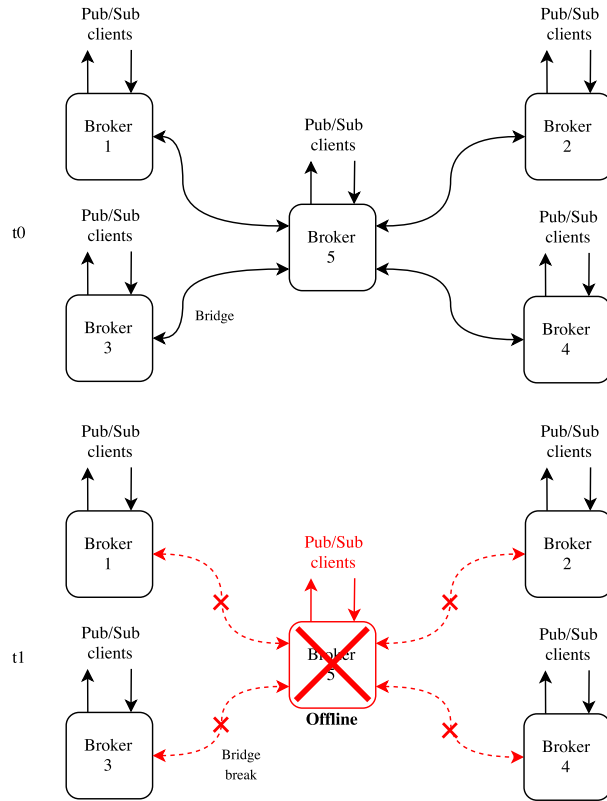 Pub/Sub
clients
Pub/Sub
clients
Broker
1
Pub/Sub
clients
Broker
2
t0
Pub/Sub
clients
Broker
5
Pub/Sub
clients
Broker
3
Bridge
Broker
4
Pub/Sub
clients
Pub/Sub
clients
Broker
1
Pub/Sub
clients
Broker
2
t1
Pub/Sub
clients
Broker
5
Offline
Pub/Sub
clients
Broker
3
Bridge
break
Broker
4